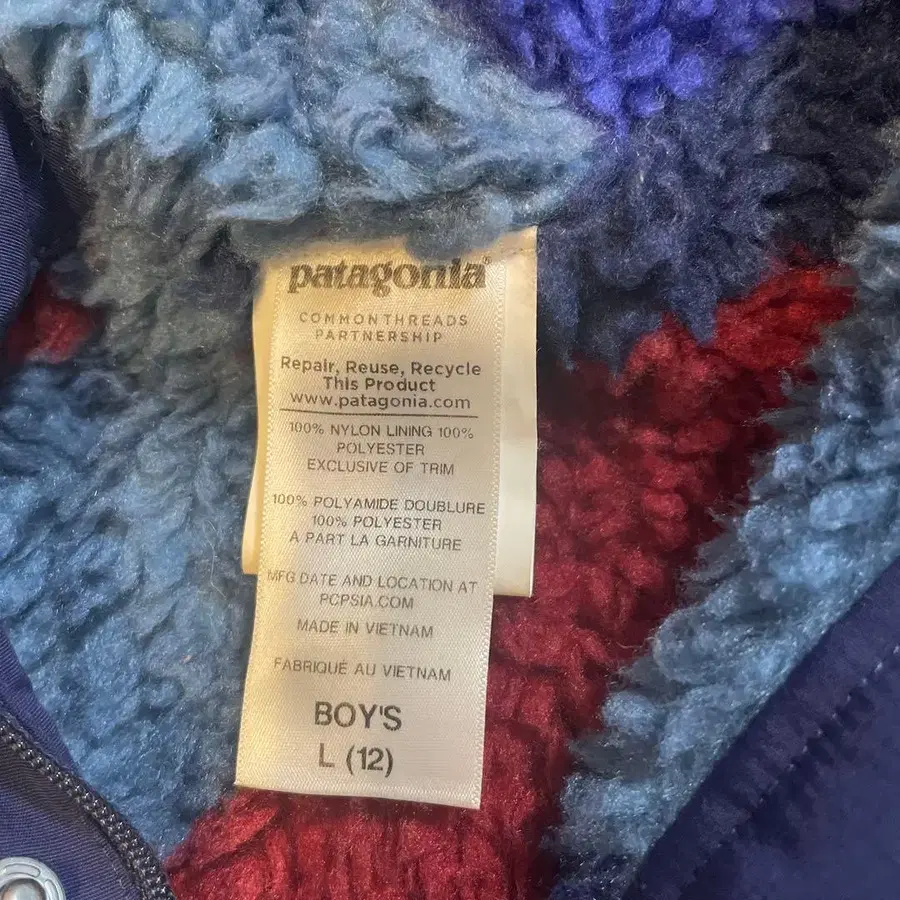 patagonia®
COMMONTHREADS
PARTNERSHIP
Repair, Reuse, Recycle
This Product
www.patagonia.com
100% NYLON LINING 100%
POLYESTER
EXCLUSIVE OF TRIM
100% POLYAMIDE DOUBLURE
100% POLYESTER
À PART LA GARNITURE
MFG DATE AND LOCATION AT
PCPSIA.COM
MADE IN VIETNAM
FABRIQUÉ AU VIETNAM
BOY'S
L (12)